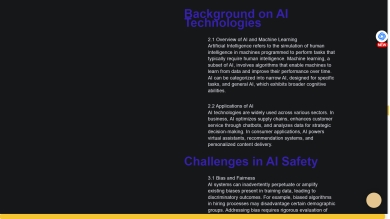 Background on AI
Technologies
2.1 Overview of AI and Machine Learning
Artificial Intelligence refers to the simulation of human
intelligence in machines programmed to perform tasks that
typically require human intelligence. Machine learning, a
subset of AI, involves algorithms that enable machines to
learn from data and improve their performance over time.
AI can be categorized into narrow AI, designed for specific
tasks, and general AI, which exhibits broader cognitive
abilities.
2.2 Applications of AI
AI technologies are widely used across various sectors. In
business, AI optimizes supply chains, enhances customer
service through chatbots, and analyzes data for strategic
decision-making. In consumer applications, AI powers
virtual assistants, recommendation systems, and
personalized content delivery.
Challenges in AI Safety
3.1 Bias and Fairness
AI systems can inadvertently perpetuate or amplify
existing biases present in training data, leading to
discriminatory outcomes. For example, biased algorithms
in hiring processes may disadvantage certain demographic
groups. Addressing bias requires rigorous evaluation of
NEW